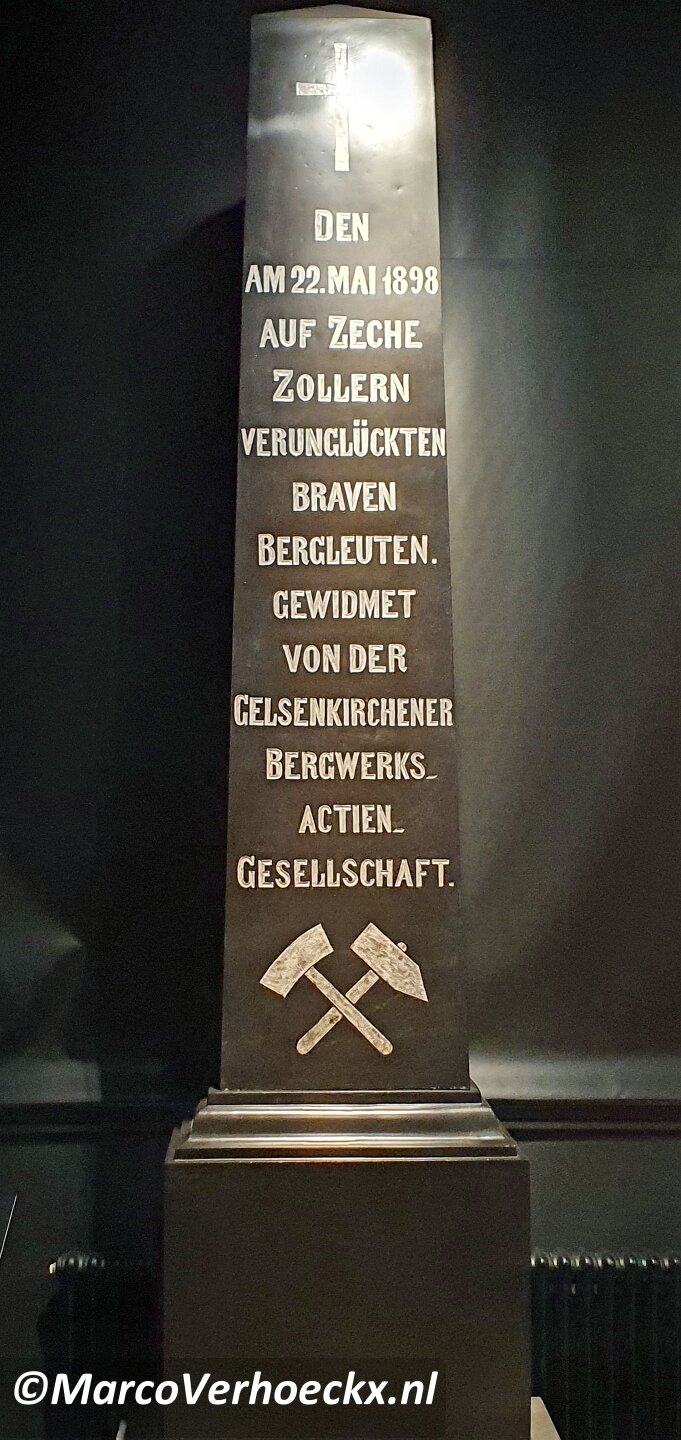 DEN
AM 22. MAI 1898
AUF ZECHE
ZOLLERN
VERUNGLÜCKTEN
BRAVEN
BERGLEUTEN.
GEWIDMET
VON DER
GELSENKIRCHENER
BERGWERKS-
ACTIEN-
GESELLSCHAFT.
©MarcoVerhoeckx.nl